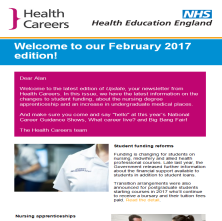 Health
Careers
NHS
Health Education England
Welcome to our February 2017
edition!
Dear Alan
Welcome to the latest edition of Update, your newsletter from
Health Careers. In this issue, we have the latest information on the
changes to student funding, about the nursing degree
apprenticeship and an increase in undergraduate medical places.
And make sure you come and say "hello" at this year's National
Career Guidance Shows, What career live? and Big Bang Fair!
The Health Careers team
Student funding reforms
Funding is changing for students on
nursing, midwifery and allied health
professional courses. Late last year, the
Government released further information
about the financial support available to
students in addition to student loans.
Transition arrangements were also
announced for postgraduate students
starting courses in 2017 who'll continue
to receive a bursary and their tuition fees
paid.
Nursing apprenticeships